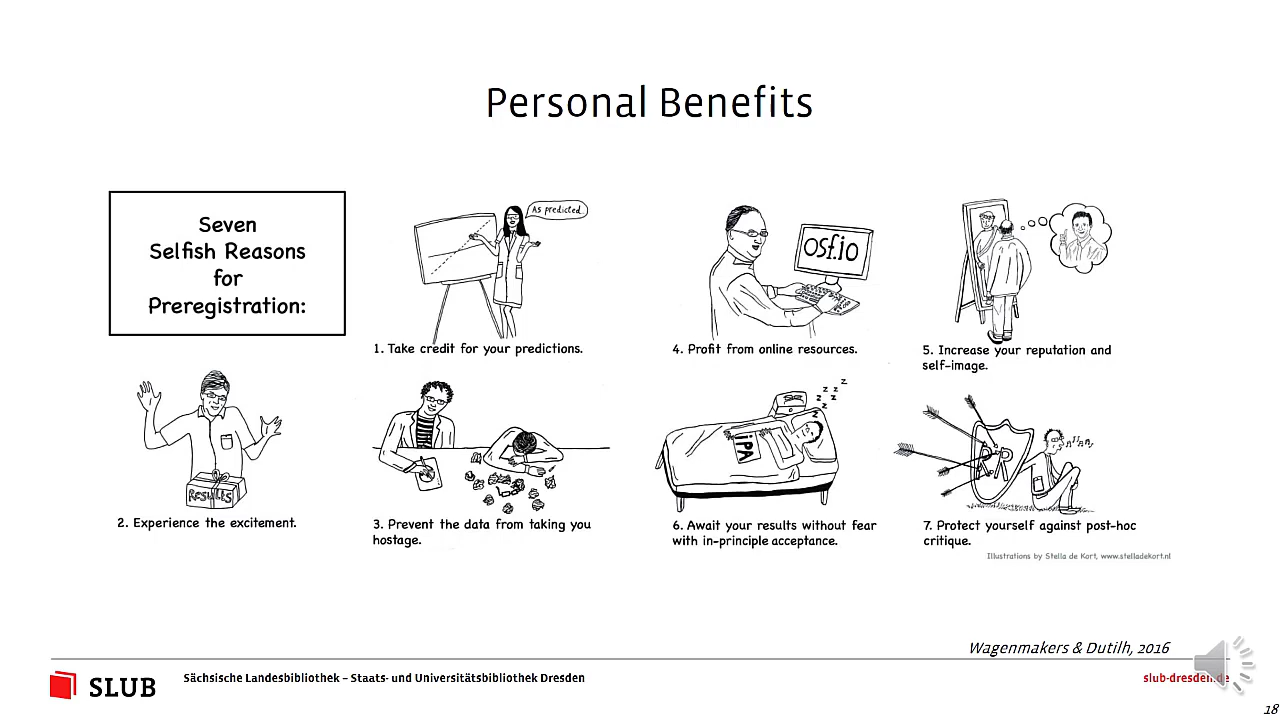 Personal Benefits
Seven
Selfish Reasons
for
Preregistration:
As predicted
1. Take credit for your predictions.
RESULTS
2. Experience the excitement.
3. Prevent the data from taking you
hostage.
osf.io
4. Profit from online resources.
5. Increase your reputation and
self-image.
z z z z z z
IPA
6. Await your results without fear
with in-principle acceptance.
7. Protect yourself against post-hoc
critique.
Illustrations by Stella de Kort, www.stelladekort.nl
Wagenmakers & Dutilh, 2016
SLUB
Sächsische Landesbibliothek – Staats- und Universitätsbibliothek Dresden
slub-dresden.de
18